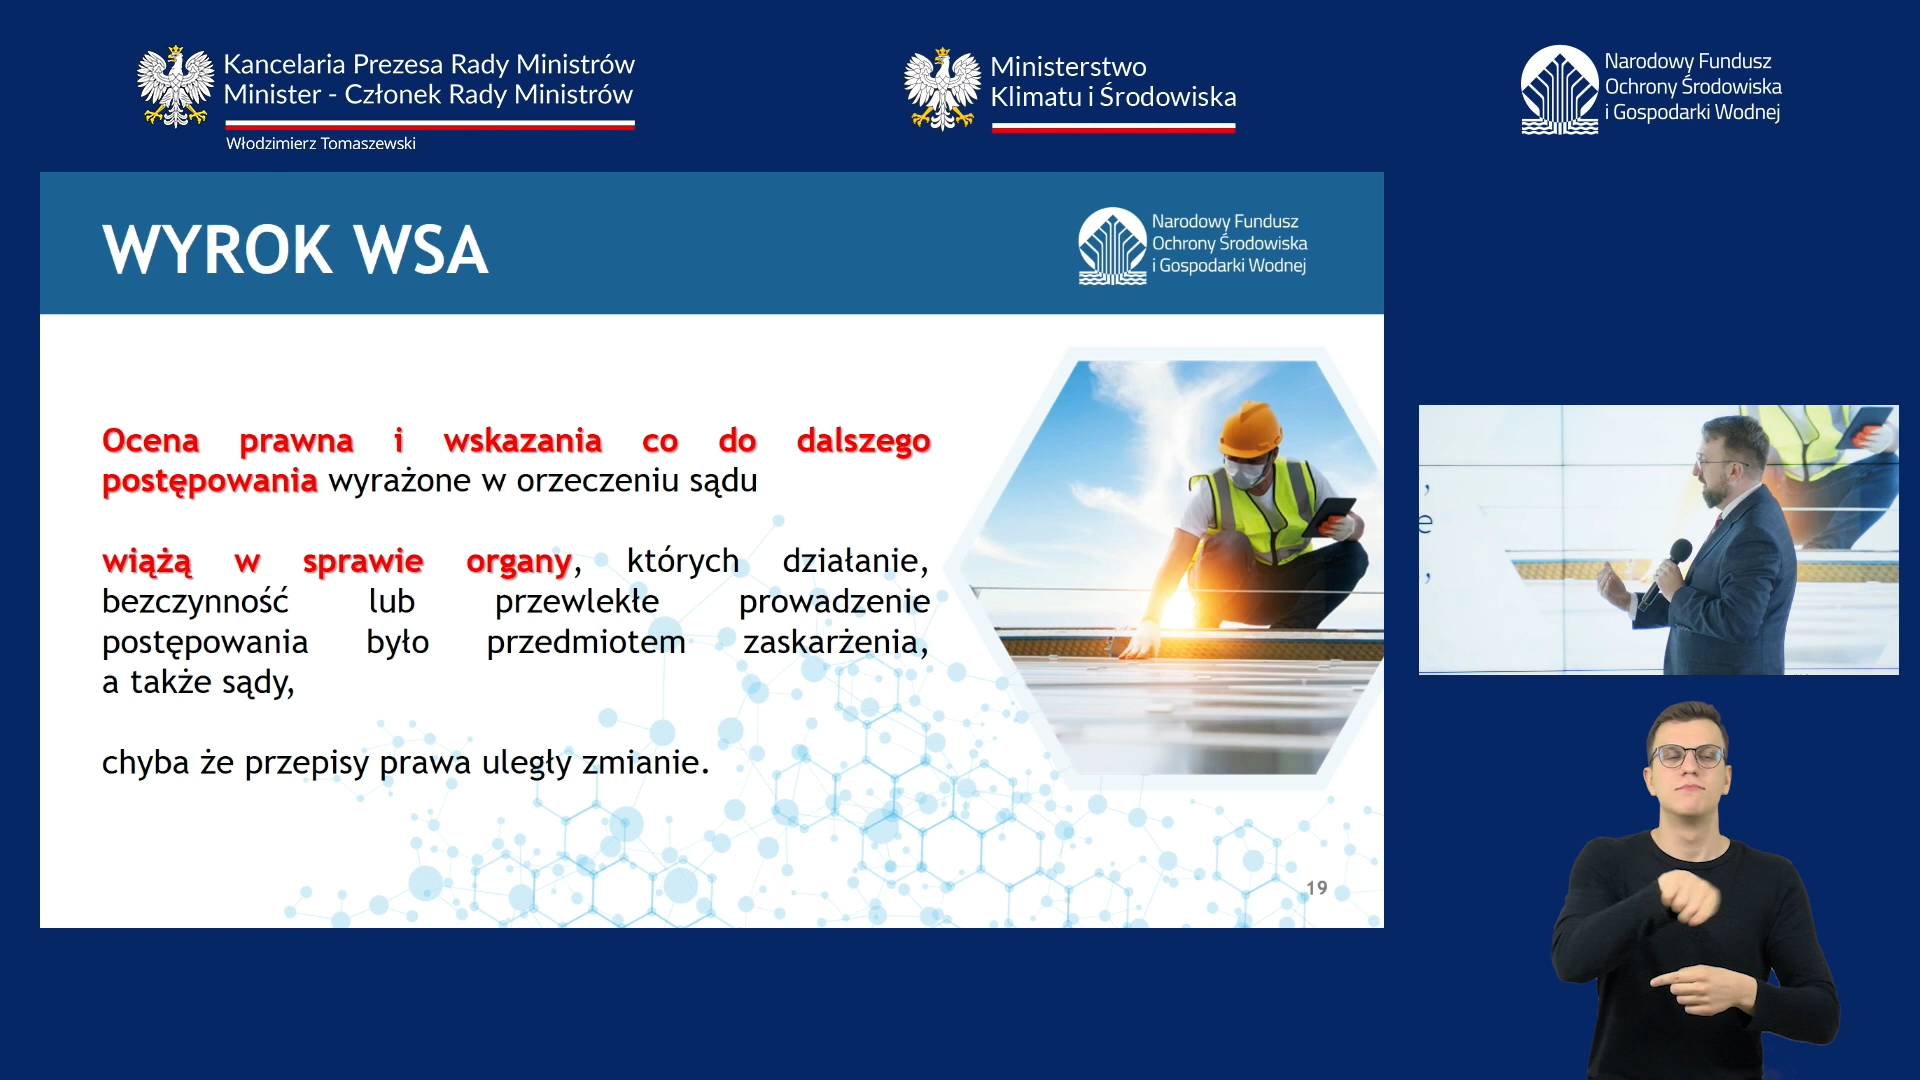 Kancelaria Prezesa Rady Ministrów
Minister - Członek Rady Ministrów
Włodzimierz Tomaszewski
Ministerstwo
Klimatu i Środowiska
Narodowy Fundusz
Ochrony Środowiska
i Gospodarki Wodnej
WYROK WSA
Narodowy Fundusz
Ochrony Środowiska
i Gospodarki Wodnej
Ocena prawna i wskazania co do dalszego
postępowania wyrażone w orzeczeniu sądu
wiążą w sprawie organy, których działanie,
bezczynność lub przewlekłe prowadzenie
postępowania było przedmiotem zaskarżenia,
a także sądy,
chyba że przepisy prawa uległy zmianie.
19
,
e
,